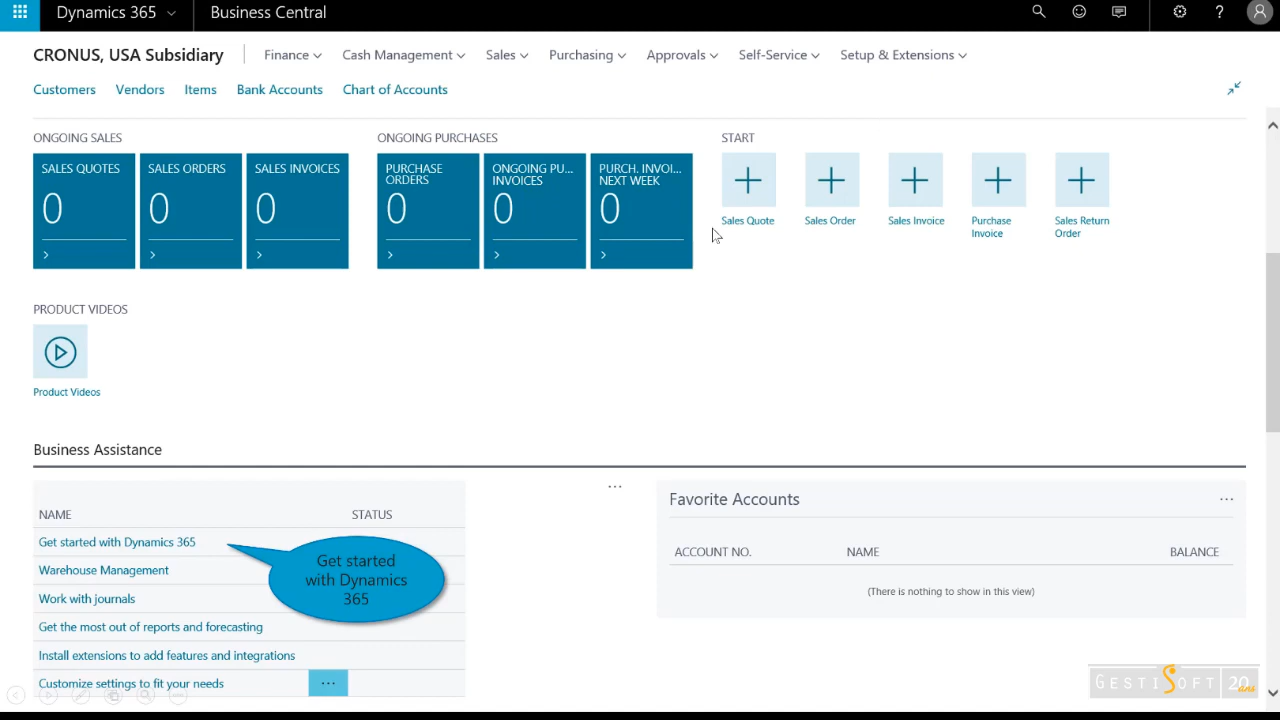 Dynamics 365
Business Central
?
CRONUS, USA Subsidiary
Finance
Cash Management
Sales
Purchasing
Approvals
Self-Service
Setup & Extensions
Customers
Vendors
Items
Bank Accounts
Chart of Accounts
ONGOING SALES
ONGOING PURCHASES
START
SALES QUOTES
0
SALES ORDERS
0
SALES INVOICES
0
PURCHASE
ORDERS
0
ONGOING PU...
INVOICES
0
PURCH. INVOI...
NEXT WEEK
0
Sales Quote
Sales Order
Sales Invoice
Purchase
Invoice
Sales Return
Order
PRODUCT VIDEOS
Product Videos
Business Assistance
NAME
STATUS
Get started with Dynamics 365
Warehouse Management
Work with journals
Get the most out of reports and forecasting
Install extensions to add features and integrations
Customize settings to fit your needs
Get started
with Dynamics
365
Favorite Accounts
ACCOUNT NO.
NAME
BALANCE
(There is nothing to show in this view)
GESTISOFT 20 ans